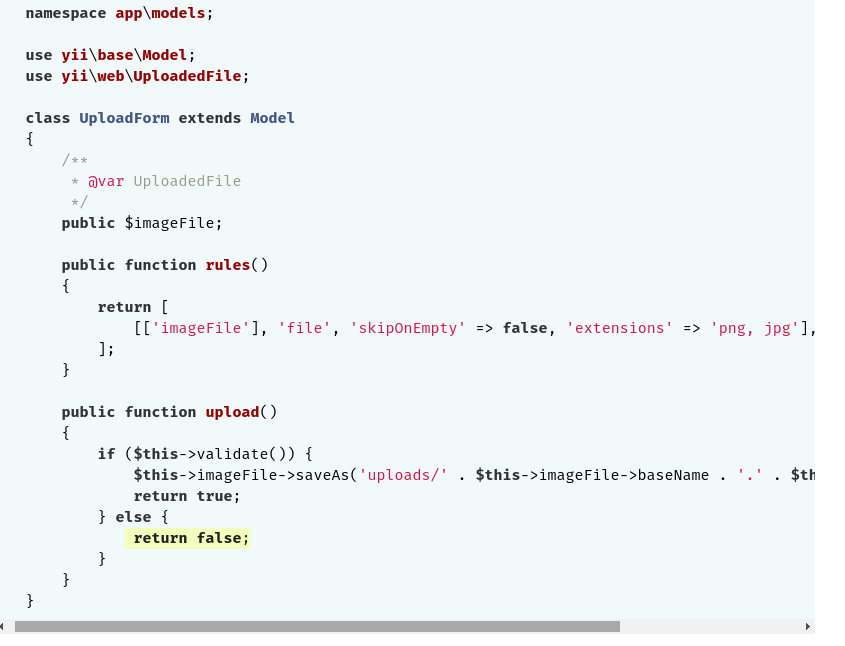 namespace app\models;
use yii\base\Model;
use yii\web\UploadedFile;
class UploadForm extends Model
{
    /**
     * @var UploadedFile
     */
    public $imageFile;
    public function rules()
    {
        return [
            [['imageFile'], 'file', 'skipOnEmpty' => false, 'extensions' => 'png, jpg'],
        ];
    }
    public function upload()
    {
        if ($this->validate()) {
            $this->imageFile->saveAs('uploads/' . $this->imageFile->baseName . '.' . $th
            return true;
        } else {
            return false;
        }
    }
}